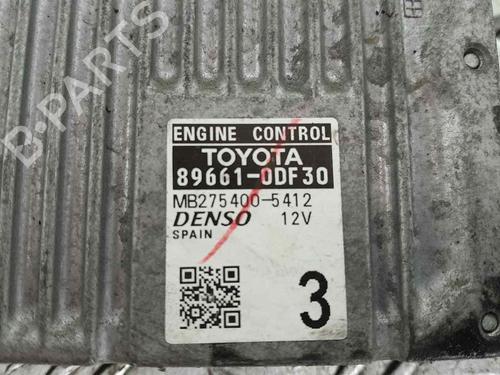 B-PARTS
ENGINE CONTROL
TOYOTA
89661-0DF30
MB275400-5412
DENSO 12V
SPAIN
3